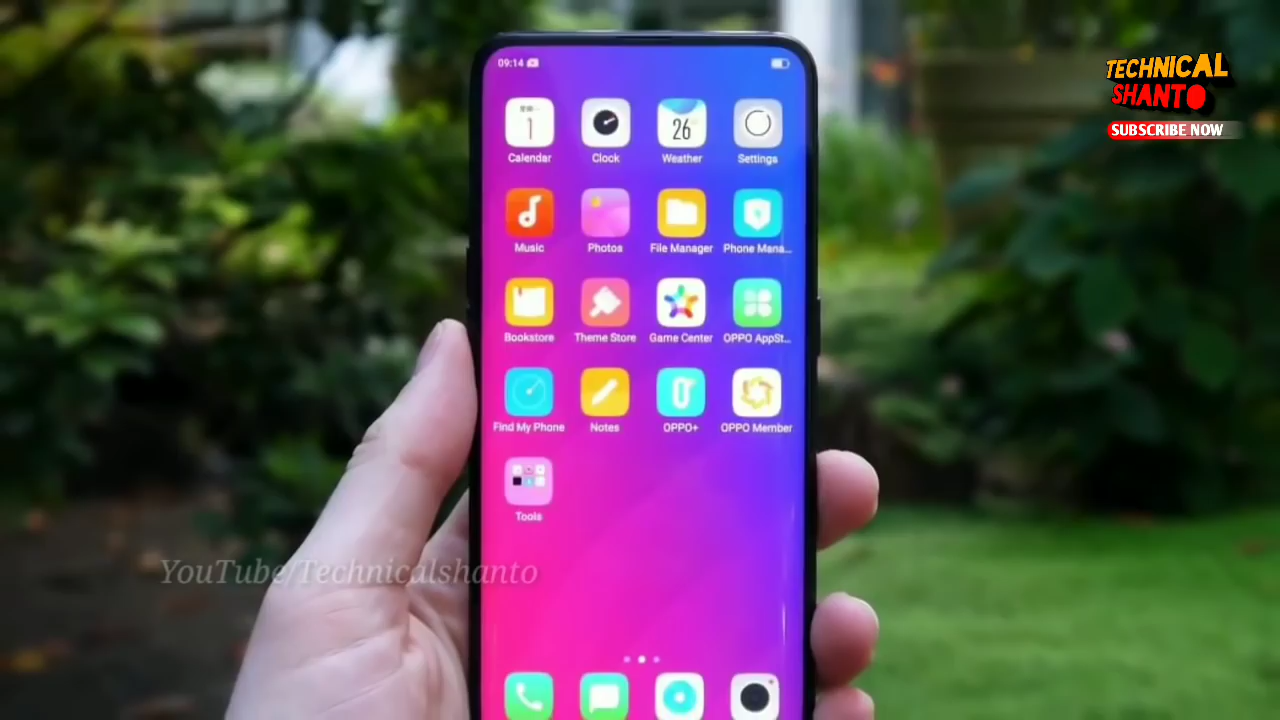 09:14
TECHNICAL
SHANTO
SUBSCRIBE NOW
1
26
Calendar Clock Weather Settings
Music Photos File Manager Phone Mana...
Bookstore Theme Store Game Center OPPO AppSt...
Find My Phone Notes OPPO+ OPPO Member
Tools
YouTube/Technicalshanto